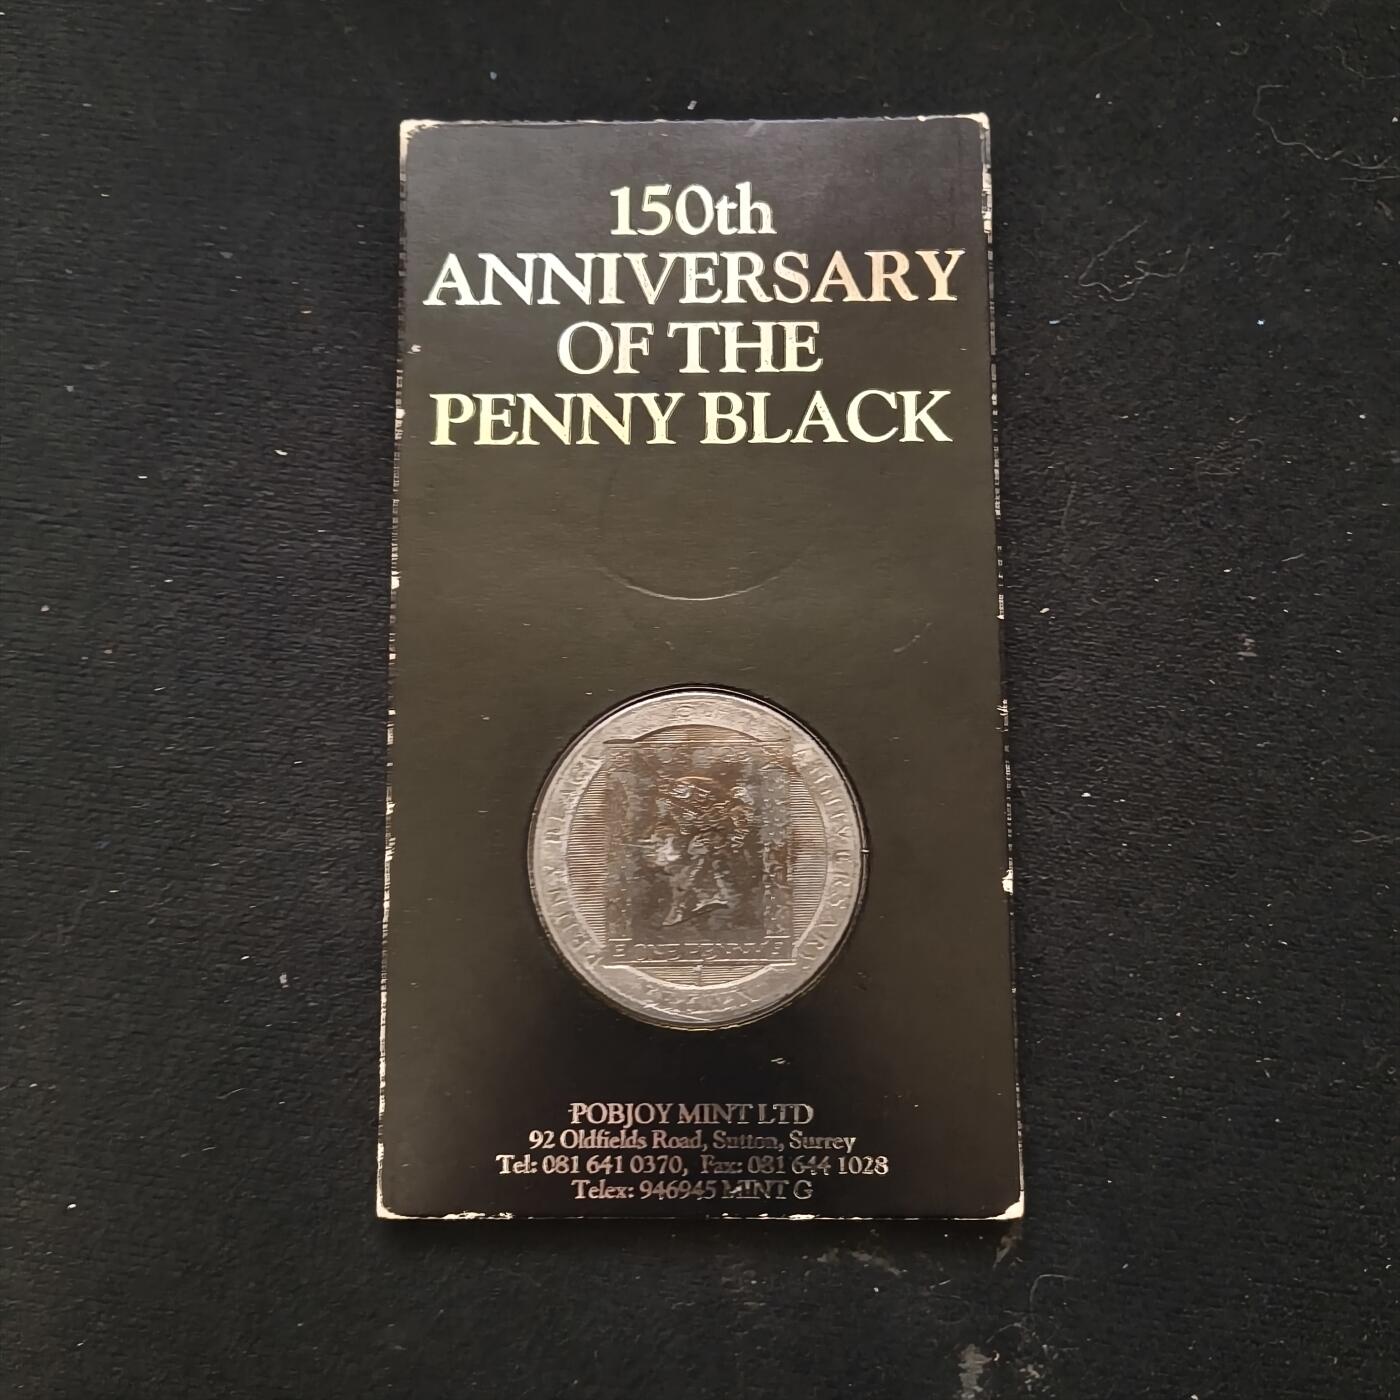 150th
ANNIVERSARY
OF THE
PENNY BLACK
ONE PENNY
POBJOY MINT LTD
92 Oldfields Road, Sutton, Surrey
Tel: 081 641 0370, Fax: 081 644 1028
Telex: 946945 MINT G